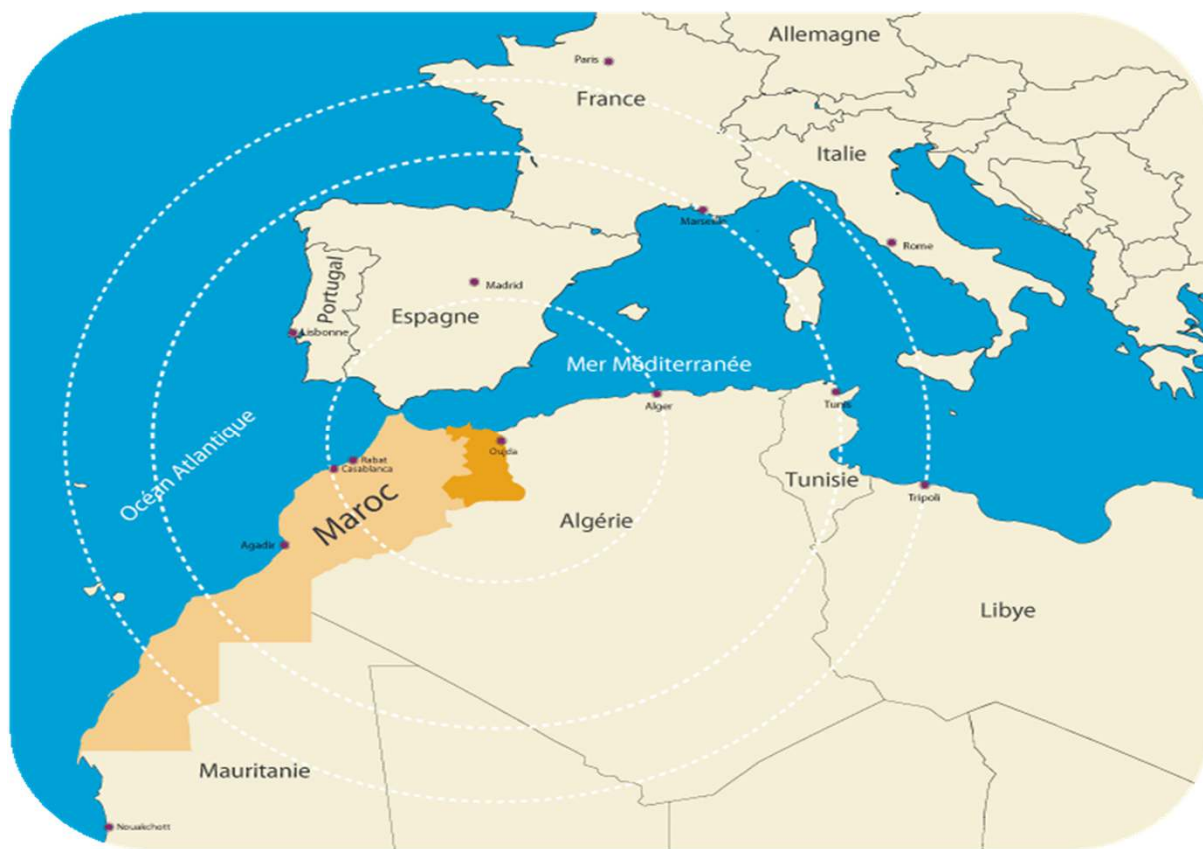 Allemagne
Paris
France
Italie
Marseille
Rome
Portugal
Madrid
Espagne
Lisbonne
Mer Méditerranée
Alger
Tunis
Océan Atlantique
Oujda
Rabat
Casablanca
Maroc
Tunisie
Tripoli
Algérie
Agadir
Libye
Mauritanie
Nouakchott